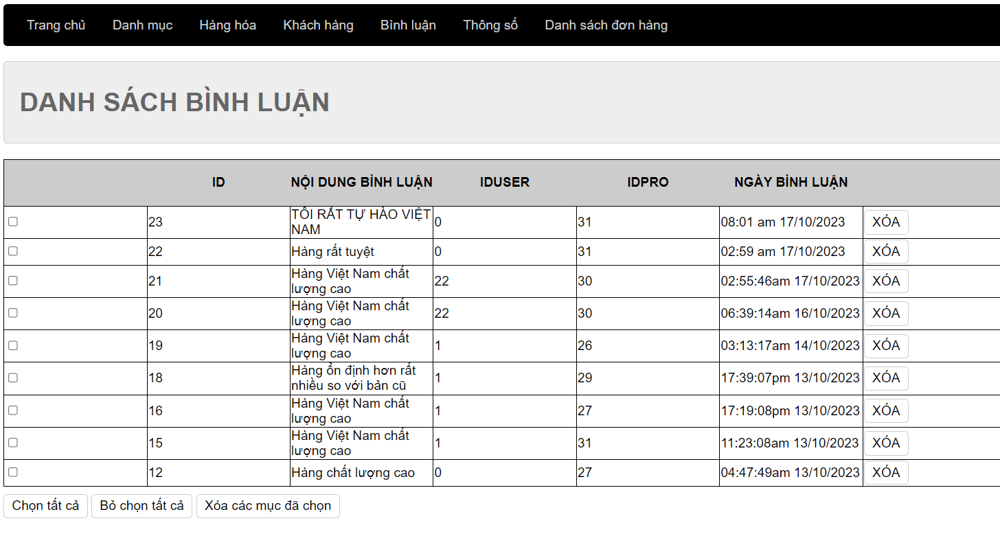 Trang chủ Danh mục Hàng hóa Khách hàng Bình luận Thông số Danh sách đơn hàng
DANH SÁCH BÌNH LUẬN
ID NỘI DUNG BÌNH LUẬN IDUSER IDPRO NGÀY BÌNH LUẬN
23 TÔI RẤT TỰ HÀO VIỆT NAM 0 31 08:01 am 17/10/2023 XÓA
22 Hàng rất tuyệt 0 31 02:59 am 17/10/2023 XÓA
21 Hàng Việt Nam chất lượng cao 22 30 02:55:46am 17/10/2023 XÓA
20 Hàng Việt Nam chất lượng cao 22 30 06:39:14am 16/10/2023 XÓA
19 Hàng Việt Nam chất lượng cao 1 26 03:13:17am 14/10/2023 XÓA
18 Hàng ổn định hơn rất nhiều so với bản cũ 1 29 17:39:07pm 13/10/2023 XÓA
16 Hàng Việt Nam chất lượng cao 1 27 17:19:08pm 13/10/2023 XÓA
15 Hàng Việt Nam chất lượng cao 1 31 11:23:08am 13/10/2023 XÓA
12 Hàng chất lượng cao 0 27 04:47:49am 13/10/2023 XÓA
Chọn tất cả Bỏ chọn tất cả Xóa các mục đã chọn